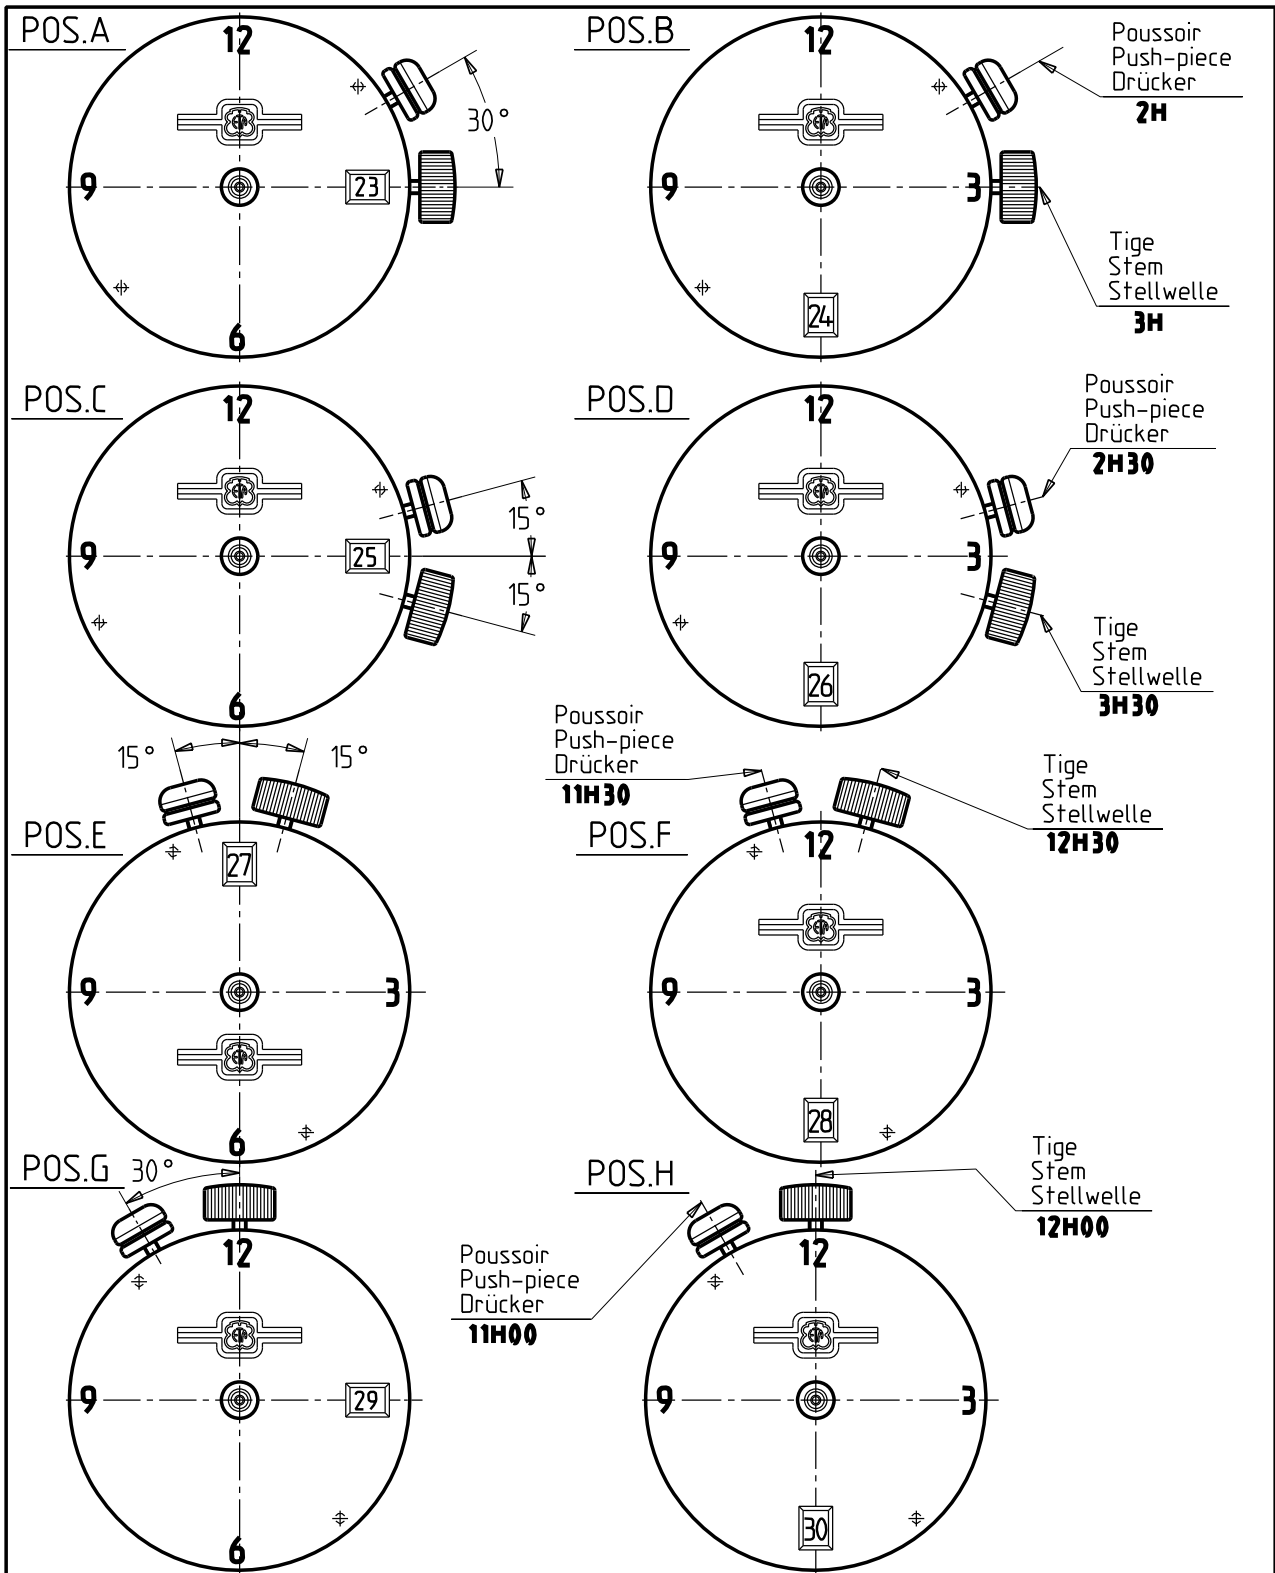 POS.A
12
30°
9
23
6
POS.B
12
Poussoir
Push-piece
Drücker
2H
9
3
Tige
Stem
Stellwelle
3H
24
POS.C
12
15°
9
25
15°
6
POS.D
12
Poussoir
Push-piece
Drücker
2H30
9
3
Tige
Stem
Stellwelle
3H30
26
15°
15°
POS.E
27
9
3
6
Poussoir
Push-piece
Drücker
11H30
Tige
Stem
Stellwelle
12H30
POS.F
12
9
3
28
POS.G
30°
12
9
29
6
POS.H
Tige
Stem
Stellwelle
12H00
12
Poussoir
Push-piece
Drücker
11H00
9
3
30